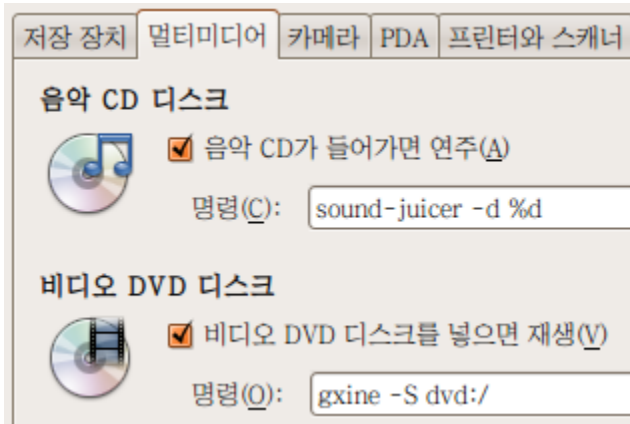 저장 장치 멀티미디어 카메라 PDA 프린터와 스캐너
음악 CD 디스크
음악 CD가 들어가면 연주(A)
명령(C): sound-juicer -d %d
비디오 DVD 디스크
비디오 DVD 디스크를 넣으면 재생(V)
명령(O): gxine -S dvd:/